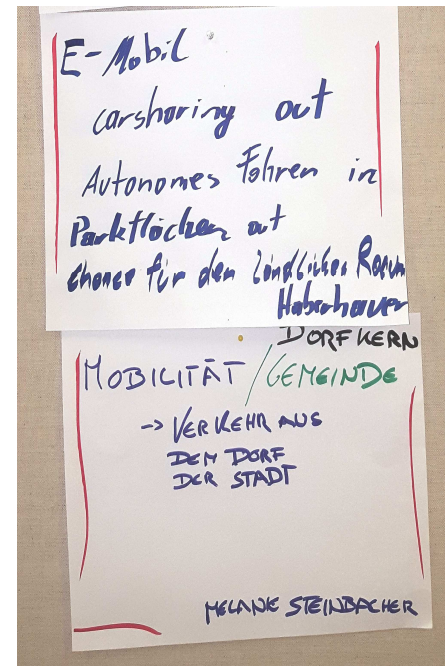 E-Mobil
carsharing out
Autonomes Fahren in
Parkflächen out
Chance für den ländlichen Raum
Haberhauer
DORFKERN
MOBILITÄT / GEMEINDE
-> VERKEHR AUS
DEM DORF
DER STADT
MELANIE STEINBACHER